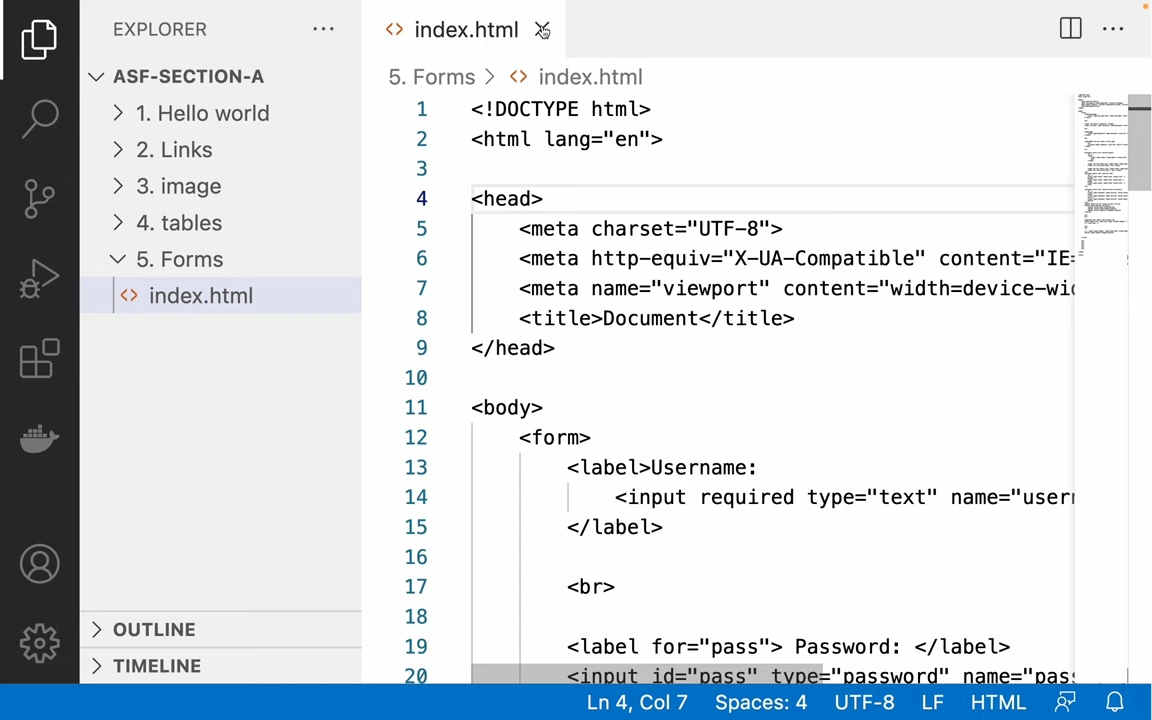 EXPLORER
ASF-SECTION-A
1. Hello world
2. Links
3. image
4. tables
5. Forms
index.html
OUTLINE
TIMELINE
index.html
5. Forms > index.html
1 <!DOCTYPE html>
2 <html lang="en">
3
4 <head>
5 <meta charset="UTF-8">
6 <meta http-equiv="X-UA-Compatible" content="IE=
7 <meta name="viewport" content="width=device-wid
8 <title>Document</title>
9 </head>
10
11 <body>
12 <form>
13 <label>Username:
14 <input required type="text" name="usern
15 </label>
16
17 <br>
18
19 <label for="pass"> Password: </label>
20 <input id="pass" type="password" name="pass
Ln 4, Col 7 Spaces: 4 UTF-8 LF HTML